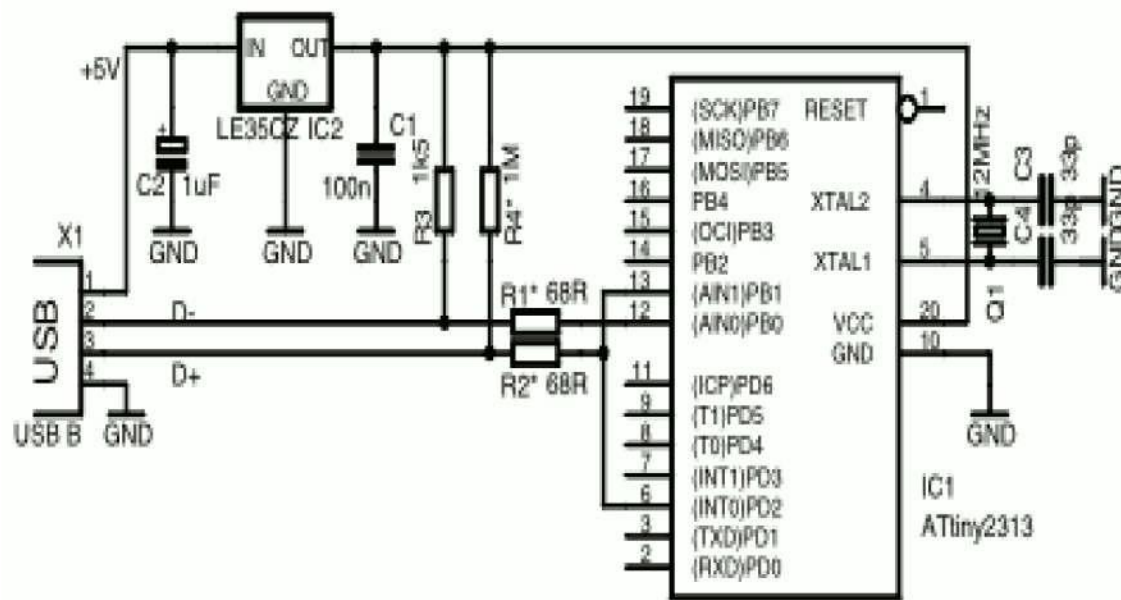 +5V
IN OUT
GND
LE35CZ IC2
C2 1uF
GND
GND
C1
100n
GND
R3 1k5
R4* 1M
X1
USB
1
2
3
4
D-
D+
USB B
GND
R1* 68R
R2* 68R
19 (SCK)PB7
18 (MISO)PB6
17 (MOSI)PB5
16 PB4
15 (OCI)PB3
14 PB2
13 (AIN1)PB1
12 (AIN0)PB0
11 (ICP)PD6
9 (T1)PD5
8 (T0)PD4
7 (INT1)PD3
6 (INT0)PD2
3 (TXD)PD1
2 (RXD)PD0
RESET 1
XTAL2 4
XTAL1 5
VCC 20
GND 10
12MHz
Q1
C3 33p
C4 33p
GND
GND
GND
IC1
ATtiny2313